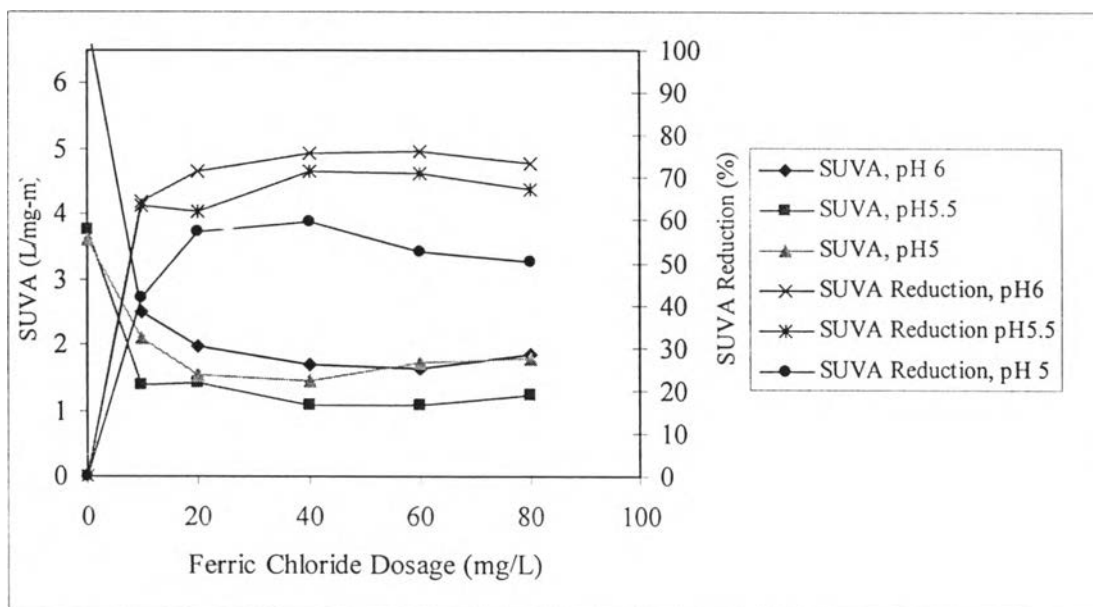 6
5
4
3
2
1
0
SUVA (L/mg-m)
100
90
80
70
60
50
40
30
20
10
0
SUVA Reduction (%)
0 20 40 60 80 100
Ferric Chloride Dosage (mg/L)
SUVA, pH 6
SUVA, pH5.5
SUVA, pH5
SUVA Reduction, pH6
SUVA Reduction pH5.5
SUVA Reduction, pH 5